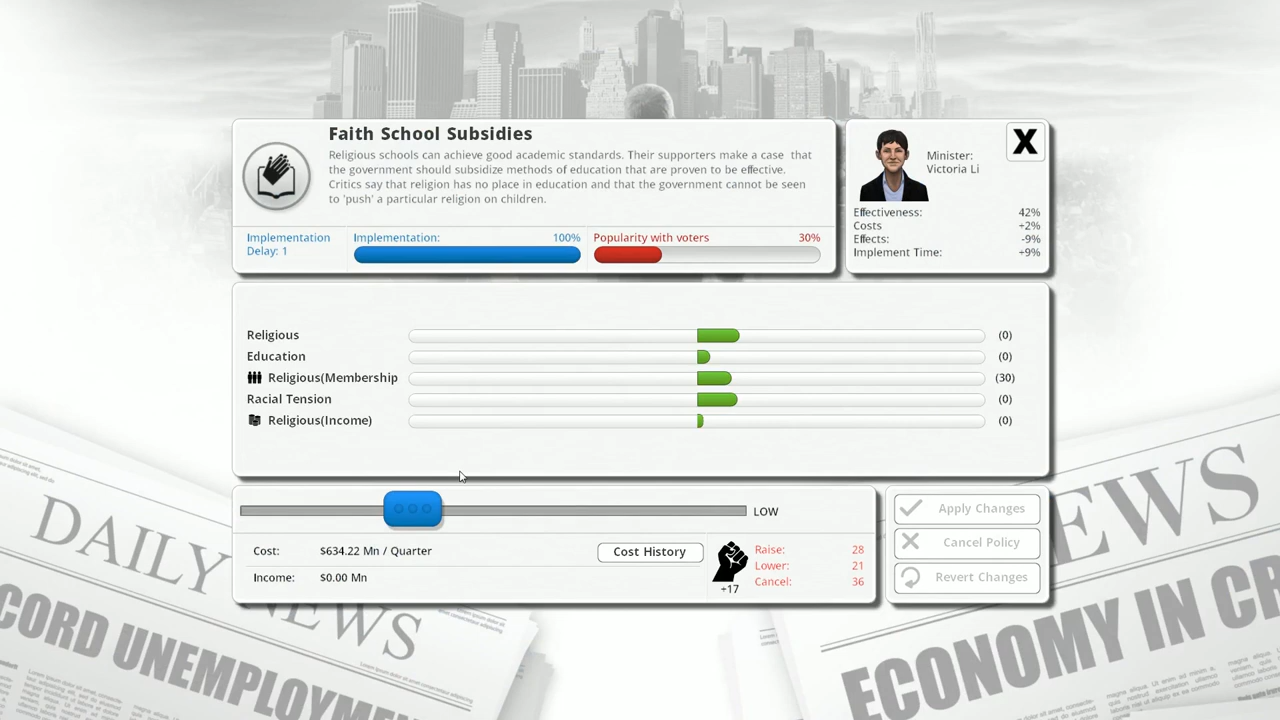 Faith School Subsidies
Religious schools can achieve good academic standards. Their supporters make a case that
the government should subsidize methods of education that are proven to be effective.
Critics say that religion has no place in education and that the government cannot be seen
to 'push' a particular religion on children.
Implementation
Delay: 1
Implementation: 100%
Popularity with voters 30%
X
Minister:
Victoria Li
Effectiveness: 42%
Costs +2%
Effects: -9%
Implement Time: +9%
Religious (0)
Education (0)
Religious(Membership (30)
Racial Tension (0)
Religious(Income) (0)
LOW
Cost: $634.22 Mn / Quarter
Cost History
Income: $0.00 Mn
+17
Raise: 28
Lower: 21
Cancel: 36
Apply Changes
Cancel Policy
Revert Changes
DAILY NEWS
CORD UNEMPLOYME
EWS
ECONOMY IN CR